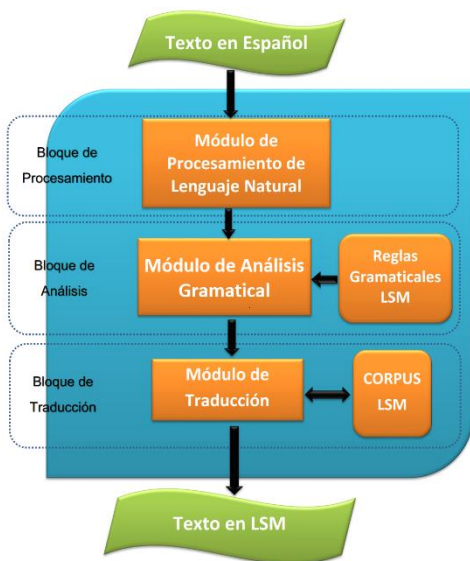 Texto en Español
Bloque de
Procesamiento
Módulo de
Procesamiento de
Lenguaje Natural
Bloque de
Análisis
Módulo de Análisis
Gramatical
Reglas
Gramaticales
LSM
Bloque de
Traducción
Módulo de
Traducción
CORPUS
LSM
Texto en LSM